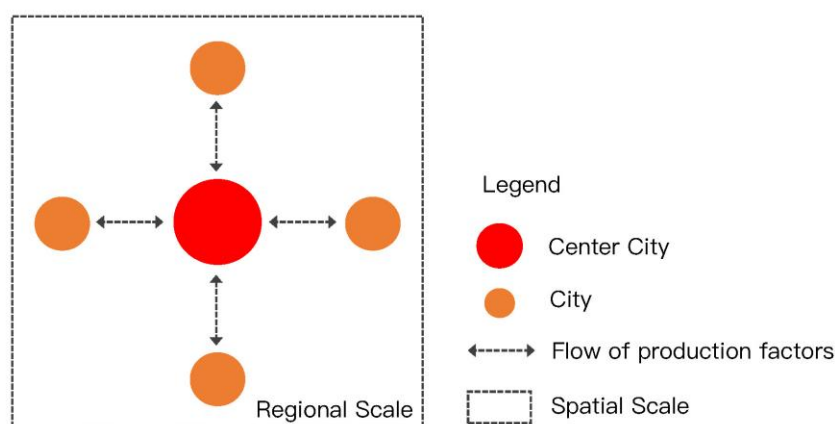 Legend
Center City
City
Flow of production factors
Spatial Scale
Regional Scale